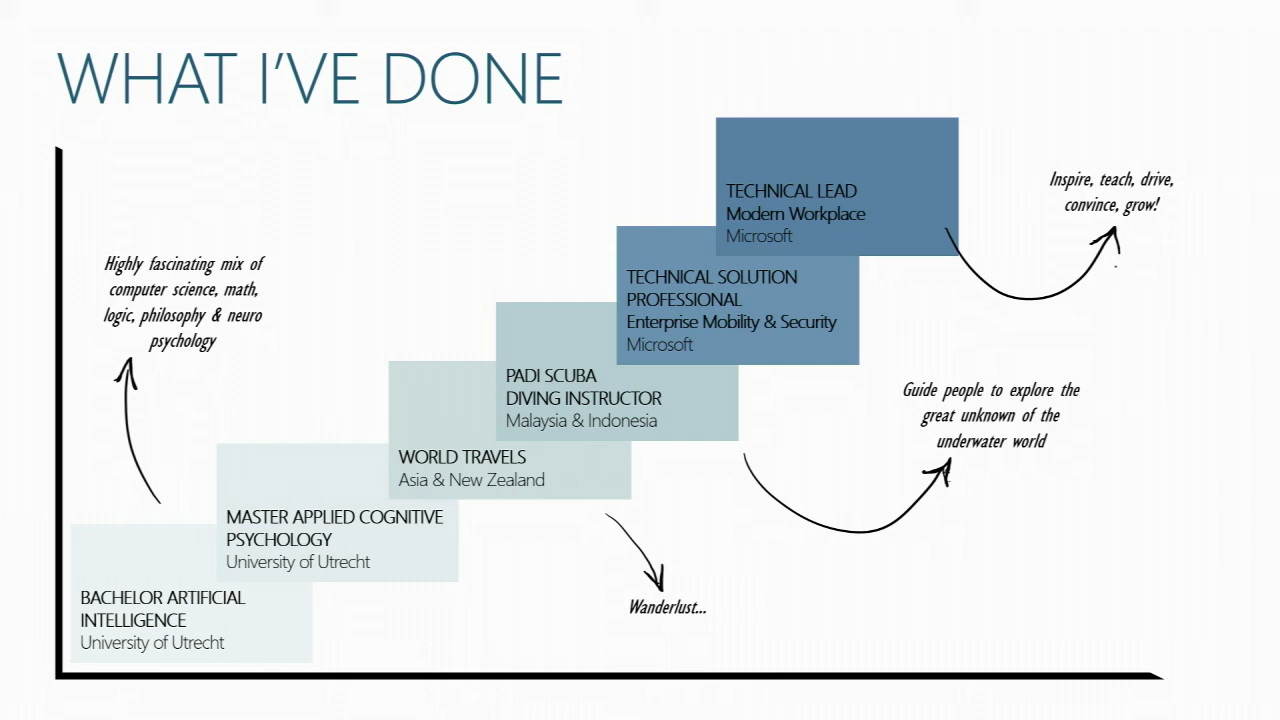 WHAT I'VE DONE
TECHNICAL LEAD
Modern Workplace
Microsoft
Inspire, teach, drive,
convince, grow!
TECHNICAL SOLUTION
PROFESSIONAL
Enterprise Mobility & Security
Microsoft
Highly fascinating mix of
computer science, math,
logic, philosophy & neuro
psychology
PADI SCUBA
DIVING INSTRUCTOR
Malaysia & Indonesia
Guide people to explore the
great unknown of the
underwater world
WORLD TRAVELS
Asia & New Zealand
Wanderlust...
MASTER APPLIED COGNITIVE
PSYCHOLOGY
University of Utrecht
BACHELOR ARTIFICIAL
INTELLIGENCE
University of Utrecht